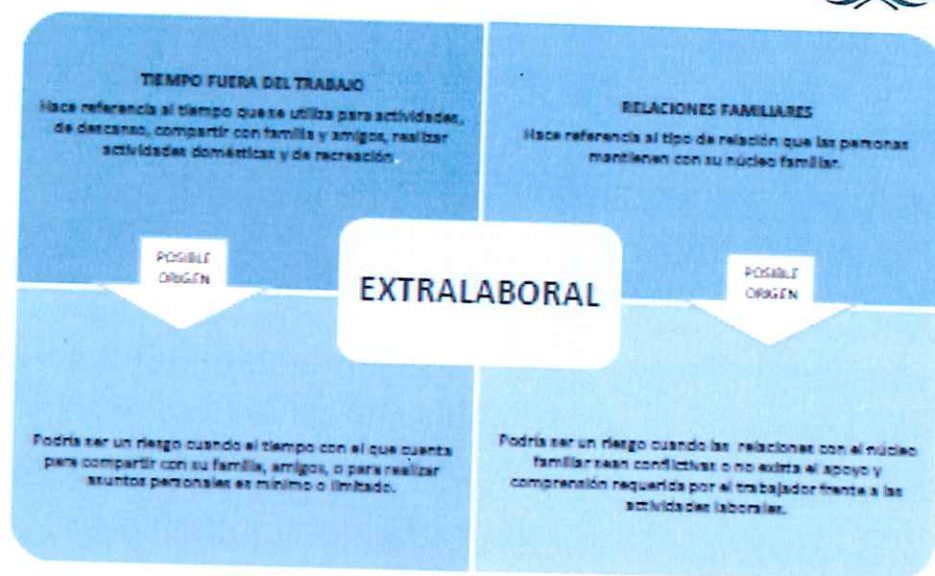 TIEMPO FUERA DEL TRABAJO
Hace referencia al tiempo que se utiliza para actividades,
de descanso, compartir con familia y amigos, realizar
actividades domésticas y de recreación.
RELACIONES FAMILIARES
Hace referencia al tipo de relación que las personas
mantienen con su núcleo familiar.
POSIBLE
ORIGEN
EXTRALABORAL
POSIBLE
ORIGEN
Podría ser un riesgo cuando el tiempo con el que cuenta
para compartir con su familia, amigos, o para realizar
asuntos personales es mínimo o limitado.
Podría ser un riesgo cuando las relaciones con el núcleo
familiar sean conflictivas o no exista el apoyo y
comprensión requerida por el trabajador frente a las
actividades laborales.